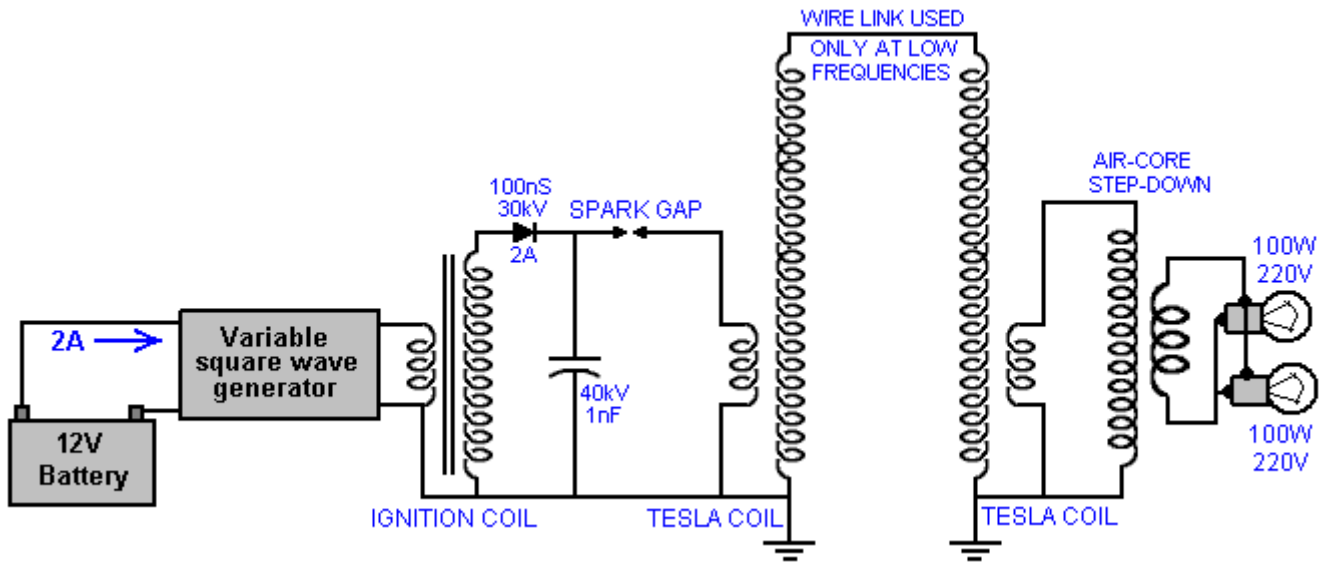 WIRE LINK USED
ONLY AT LOW
FREQUENCIES
AIR-CORE
STEP-DOWN
100nS
30kV
SPARK GAP
2A
100W
220V
2A
Variable
square wave
generator
40kV
1nF
12V
Battery
100W
220V
IGNITION COIL
TESLA COIL
TESLA COIL